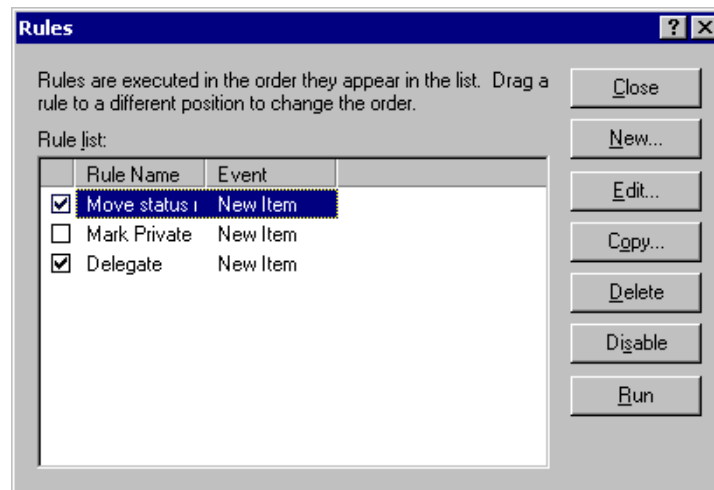 Rules
Rules are executed in the order they appear in the list. Drag a
rule to a different position to change the order.
Rule list:
Rule Name Event
Move status New Item
Mark Private New Item
Delegate New Item
Close
New...
Edit...
Copy...
Delete
Disable
Run